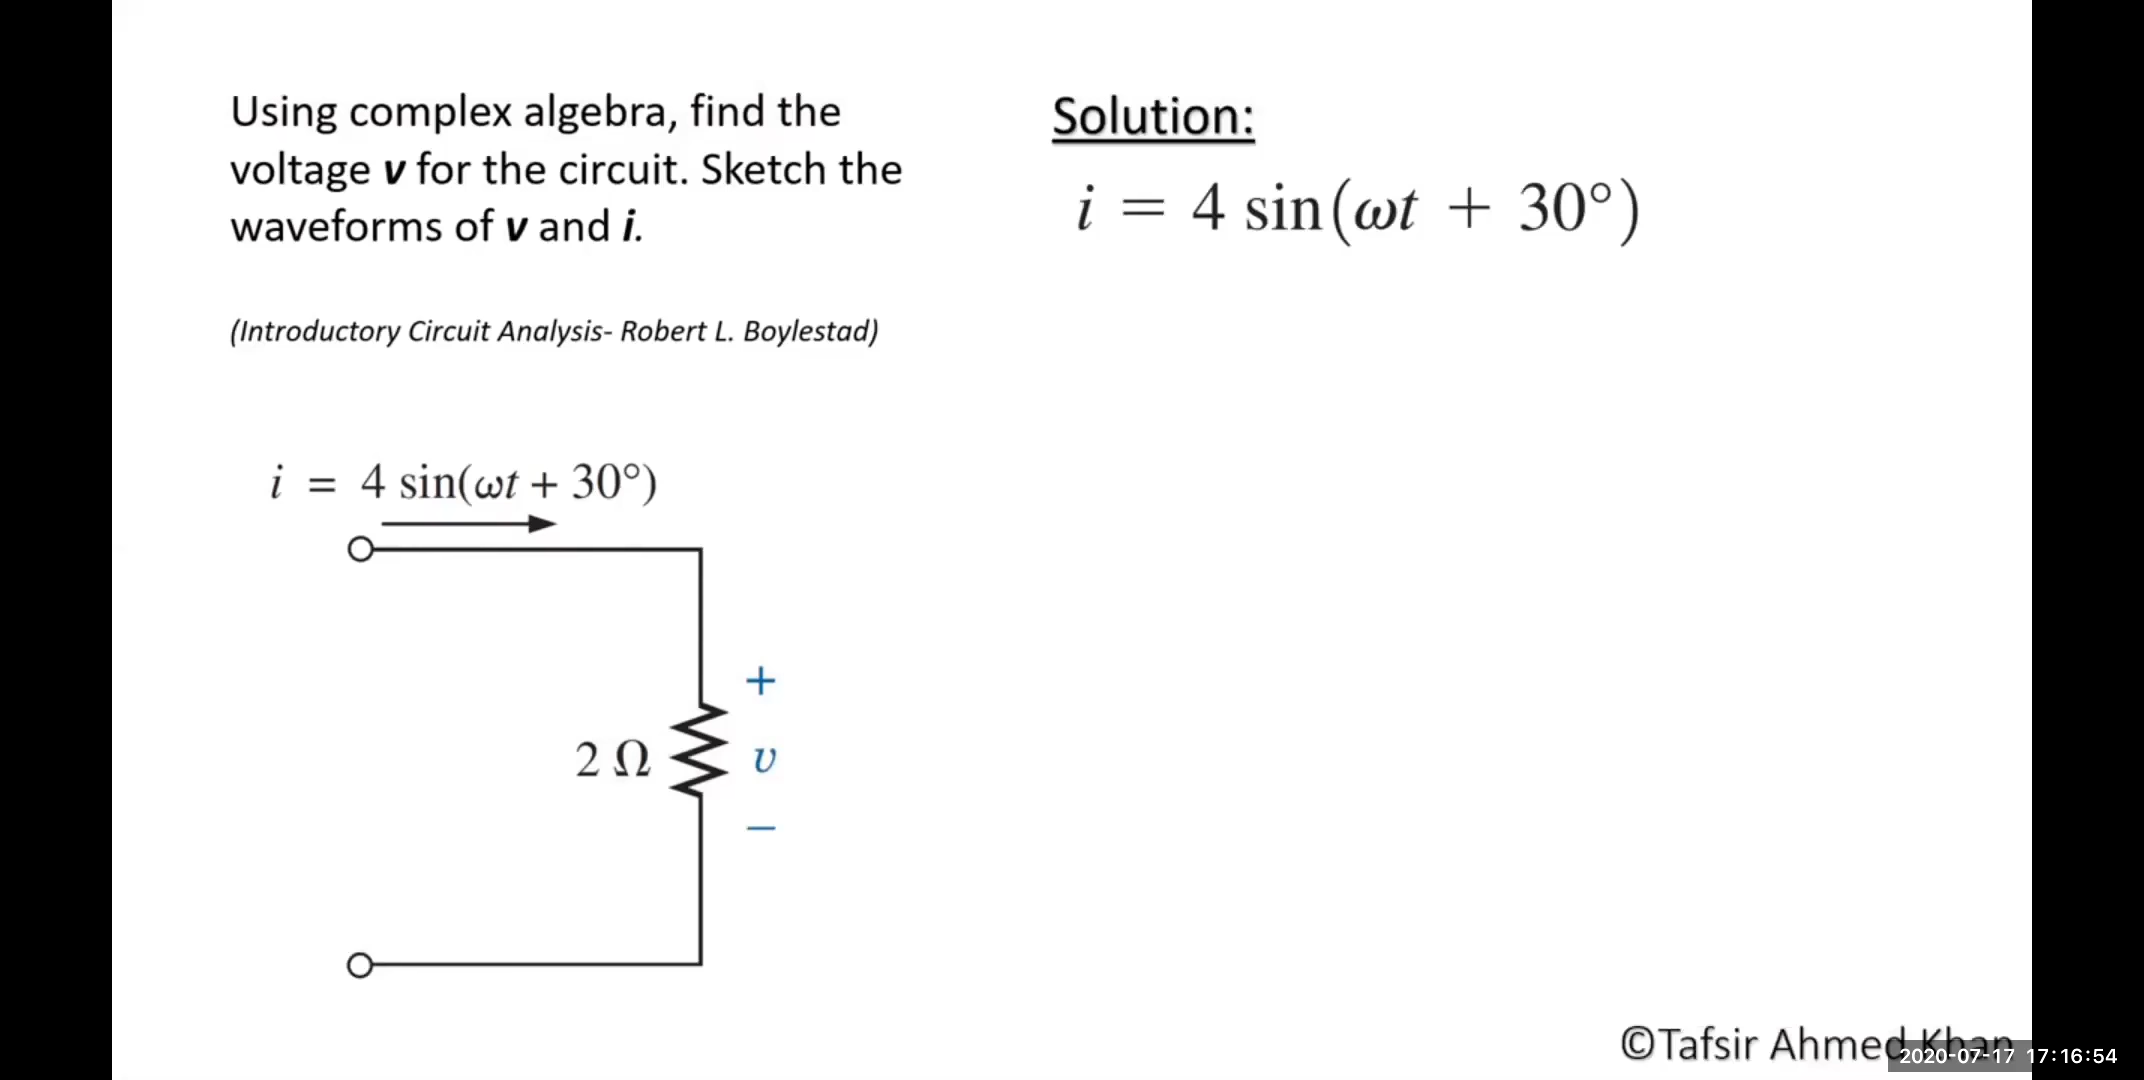 Using complex algebra, find the
voltage v for the circuit. Sketch the
waveforms of v and i.
(Introductory Circuit Analysis- Robert L. Boylestad)
i = 4 sin(ωt + 30°)
+
2 Ω
v
−
Solution:
i = 4 sin(ωt + 30°)
©Tafsir Ahmed Khan
2020-07-17 17:16:54